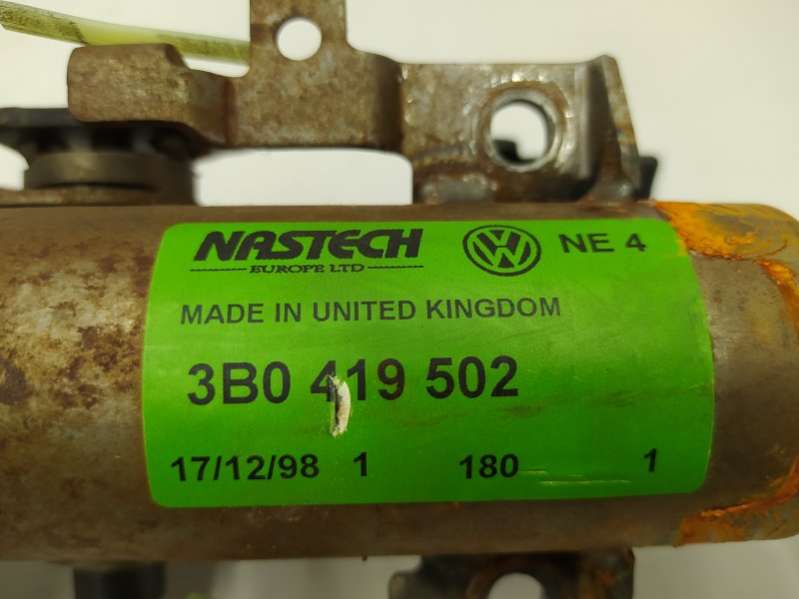 NASTECH
EUROPE LTD
NE 4
MADE IN UNITED KINGDOM
3B0 419 502
17/12/98 1 180 1